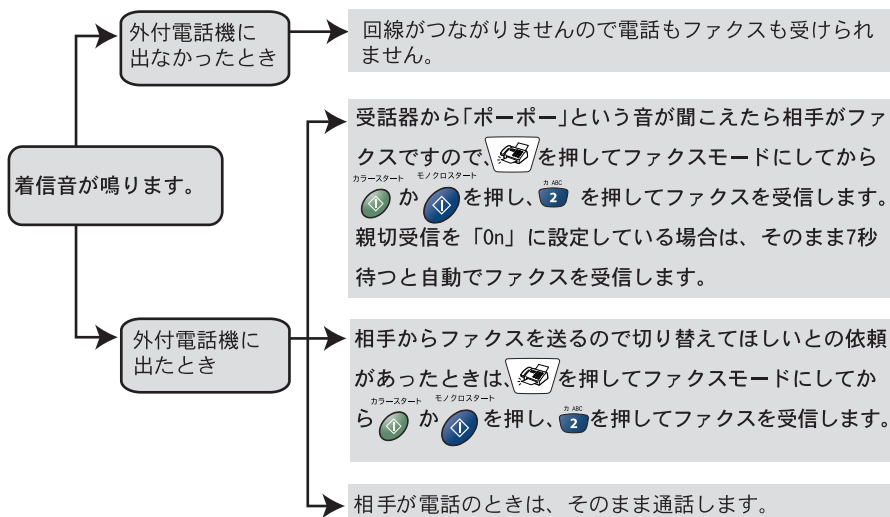 外付電話機に
出なかったとき
回線がつながりませんので電話もファクスも受けられ
ません。
着信音が鳴ります。
受話器から「ポーポー」という音が聞こえたら相手がファ
クスですので、を押してファクスモードにしてから
カラースタート モノクロスタート カ ABC
か を押し、2 を押してファクスを受信します。
親切受信を「On」に設定している場合は、そのまま7秒
待つと自動でファクスを受信します。
外付電話機に
出たとき
相手からファクスを送るので切り替えてほしいとの依頼
があったときは、を押してファクスモードにしてか
カラースタート モノクロスタート カ ABC
ら か を押し、2を押してファクスを受信します。
相手が電話のときは、そのまま通話します。